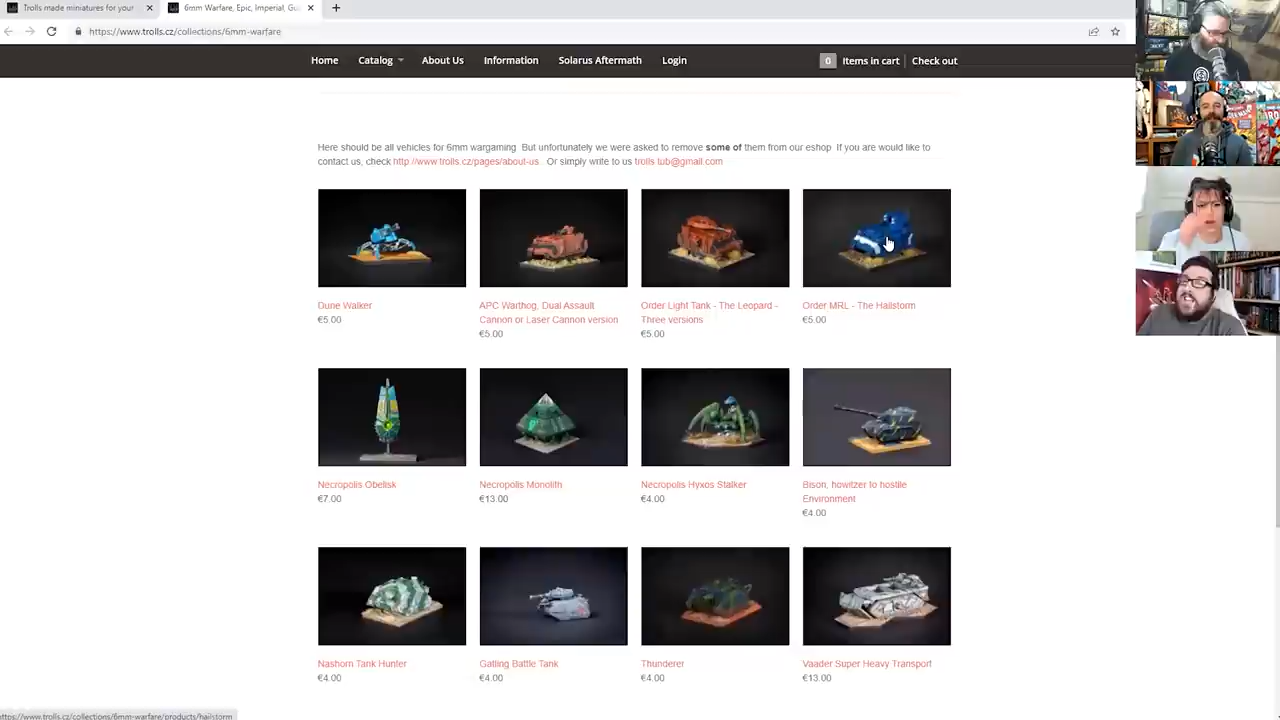 Trolls made miniatures for your
6mm Warfare, Epic, Imperial, Gu
https://www.trolls.cz/collections/6mm-warfare
Home
Catalog
About Us
Information
Solarus Aftermath
Login
0 Items in cart
Check out
Here should be all vehicles for 6mm wargaming. But unfortunately we were asked to remove some of them from our eshop. If you are would like to
contact us, check http://www.trolls.cz/pages/about-us. Or simply write to us trolls.tub@gmail.com
Dune Walker
€5.00
APC Warthog, Dual Assault
Cannon or Laser Cannon version
€5.00
Order Light Tank - The Leopard -
Three versions
€5.00
Order MRL - The Hailstorm
€5.00
Necropolis Obelisk
€7.00
Necropolis Monolith
€13.00
Necropolis Hyxos Stalker
€4.00
Bison, howitzer to hostile
Environment
€4.00
Nashorn Tank Hunter
€4.00
Gatling Battle Tank
€4.00
Thunderer
€4.00
Vaader Super Heavy Transport
€13.00
https://www.trolls.cz/collections/6mm-warfare/products/hailstorm